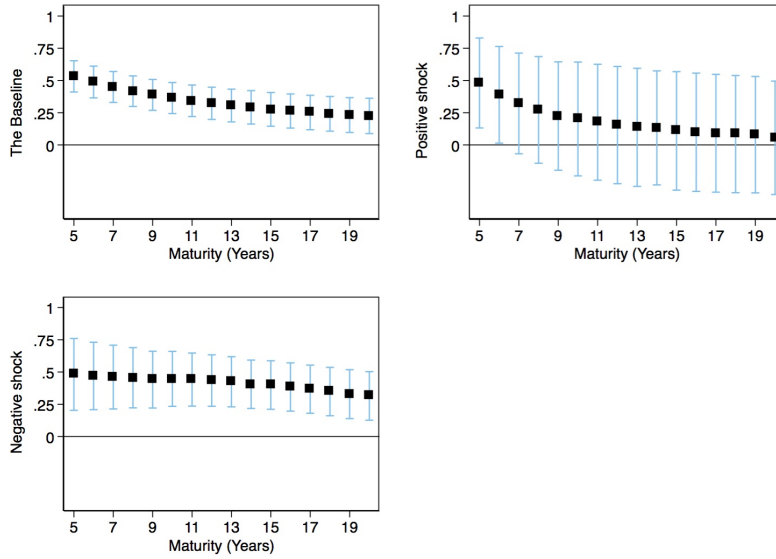 The Baseline
1
.75
.5
.25
0
5 7 9 11 13 15 17 19
Maturity (Years)
Positive shock
1
.75
.5
.25
0
5 7 9 11 13 15 17 19
Maturity (Years)
Negative shock
1
.75
.5
.25
0
5 7 9 11 13 15 17 19
Maturity (Years)